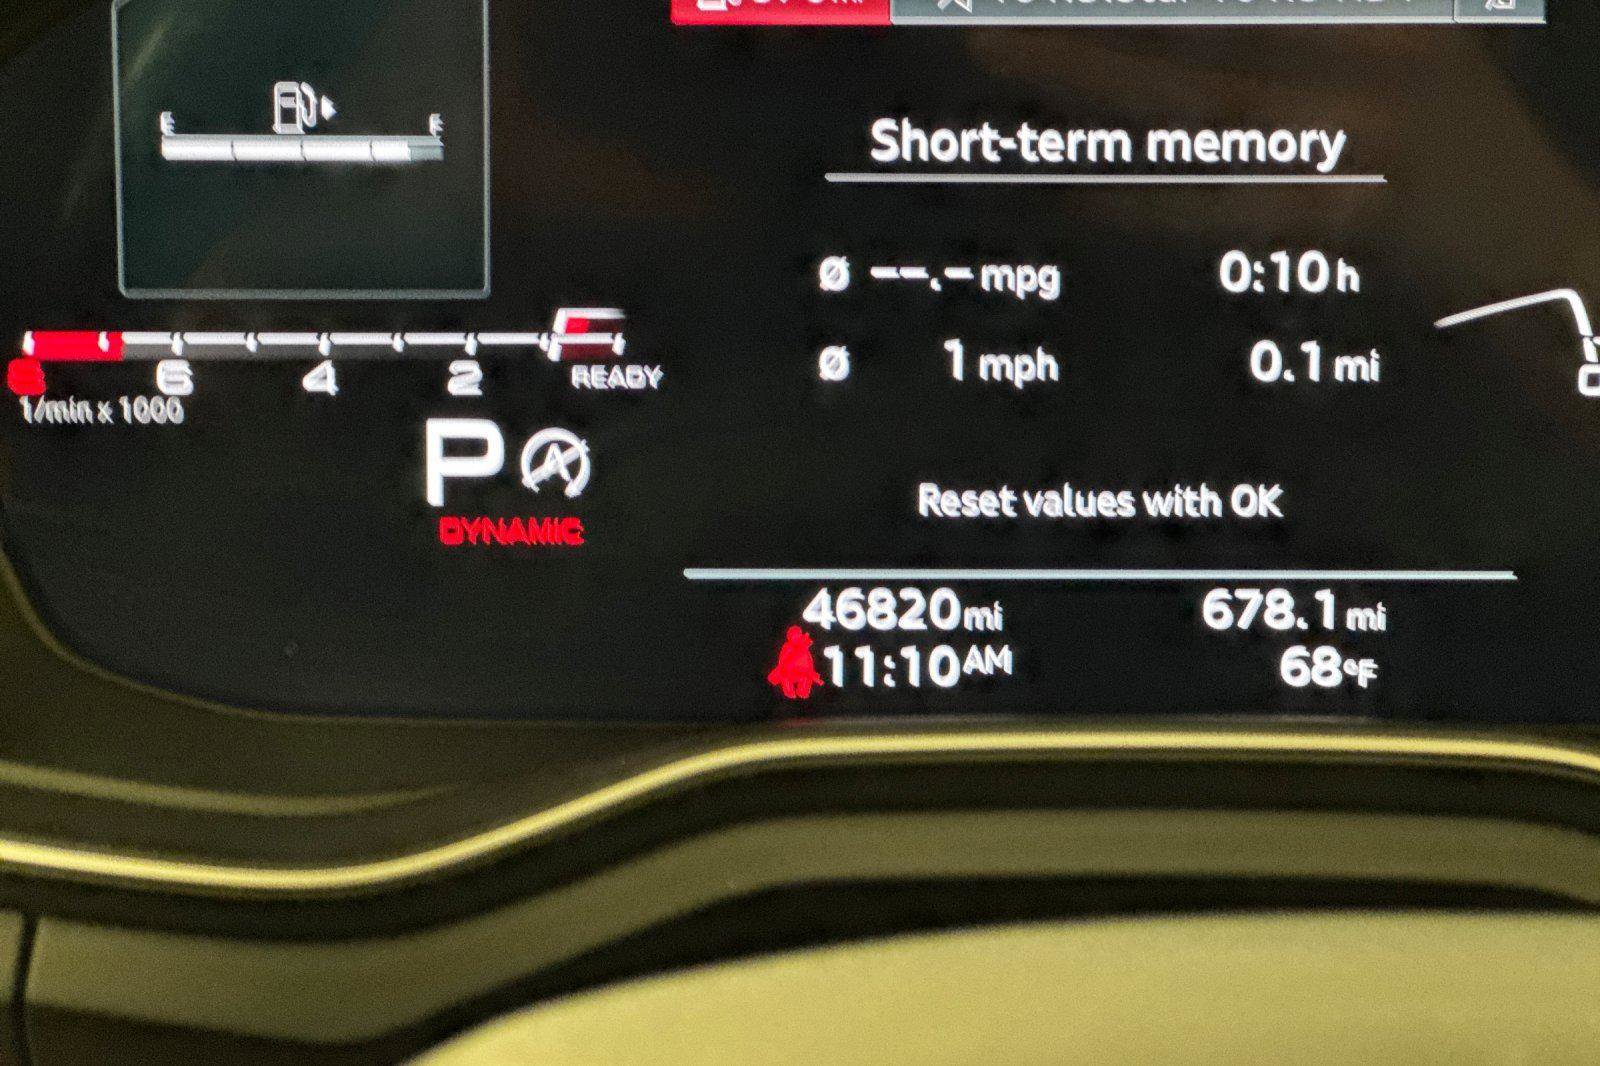 Short-term memory
Ø --.- mpg 0:10 h
Ø 1 mph 0.1 mi
8 6 4 2 READY
1/min x 1000
P A
DYNAMIC
Reset values with OK
46820 mi 678.1 mi
11:10 AM 68 °F